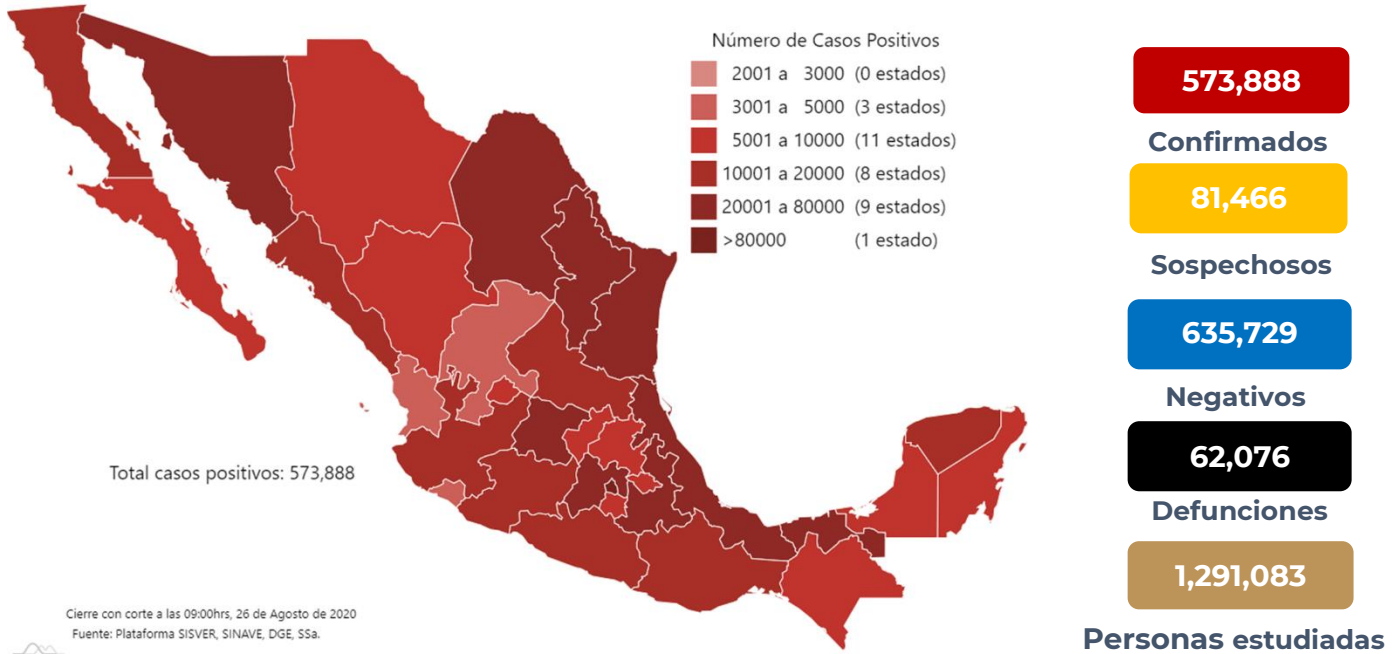 Número de Casos Positivos
2001 a 3000 (0 estados)
3001 a 5000 (3 estados)
5001 a 10000 (11 estados)
10001 a 20000 (8 estados)
20001 a 80000 (9 estados)
>80000 (1 estado)
Total casos positivos: 573,888
Cierre con corte a las 09:00hrs, 26 de Agosto de 2020
Fuente: Plataforma SISVER, SINAVE, DGE, SSa.
573,888
Confirmados
81,466
Sospechosos
635,729
Negativos
62,076
Defunciones
1,291,083
Personas estudiadas